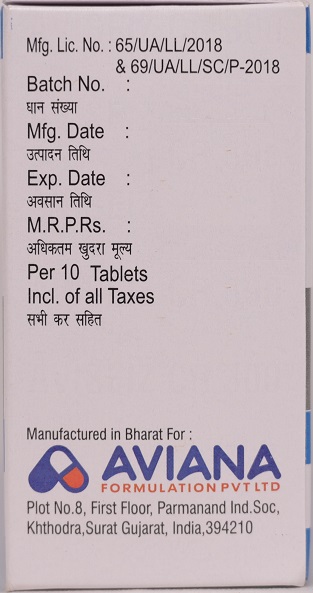 Mfg. Lic. No. : 65/UA/LL/2018
& 69/UA/LL/SC/P-2018
Batch No. :
घान संख्या
Mfg. Date :
उत्पादन तिथि
Exp. Date :
अवसान तिथि
M.R.P.Rs. :
अधिकतम खुदरा मूल्य
Per 10 Tablets
Incl. of all Taxes
सभी कर सहित
Manufactured in Bharat For :
AVIANA
FORMULATION PVT LTD
Plot No.8, First Floor, Parmanand Ind.Soc,
Khthodra,Surat Gujarat, India,394210